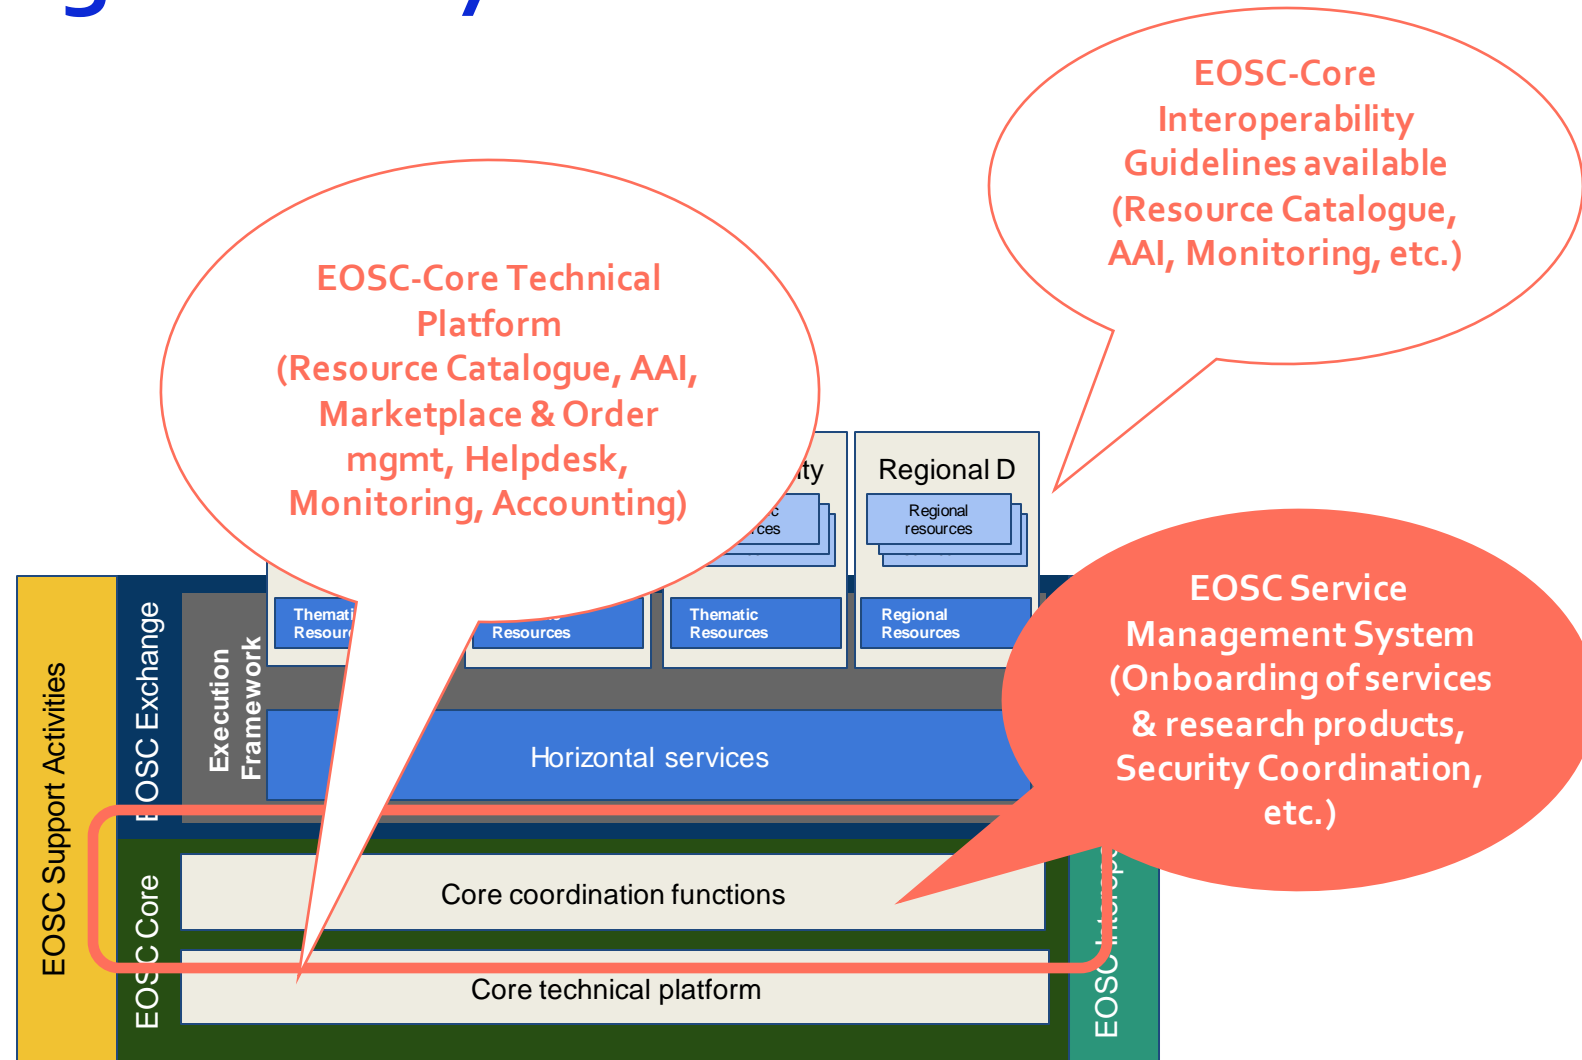 EOSC-Core
Interoperability
Guidelines available
(Resource Catalogue,
AAI, Monitoring, etc.)
EOSC-Core Technical
Platform
(Resource Catalogue, AAI,
Marketplace & Order
mgmt, Helpdesk,
Monitoring, Accounting)
Regional D
Regional
resources
EOSC Service
Management System
(Onboarding of services
& research products,
Security Coordination,
etc.)
Resources
Thematic
Resources
Regional
Resources
EOSC Support Activities
EOSC Exchange
Execution
Framework
Horizontal services
EOSC Core
Core coordination functions
Core technical platform
EOSC